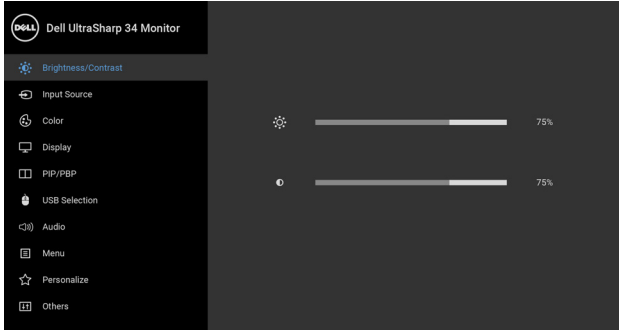 DELL Dell UltraSharp 34 Monitor
Brightness/Contrast
Input Source
Color
75%
Display
PIP/PBP
75%
USB Selection
Audio
Menu
Personalize
Others